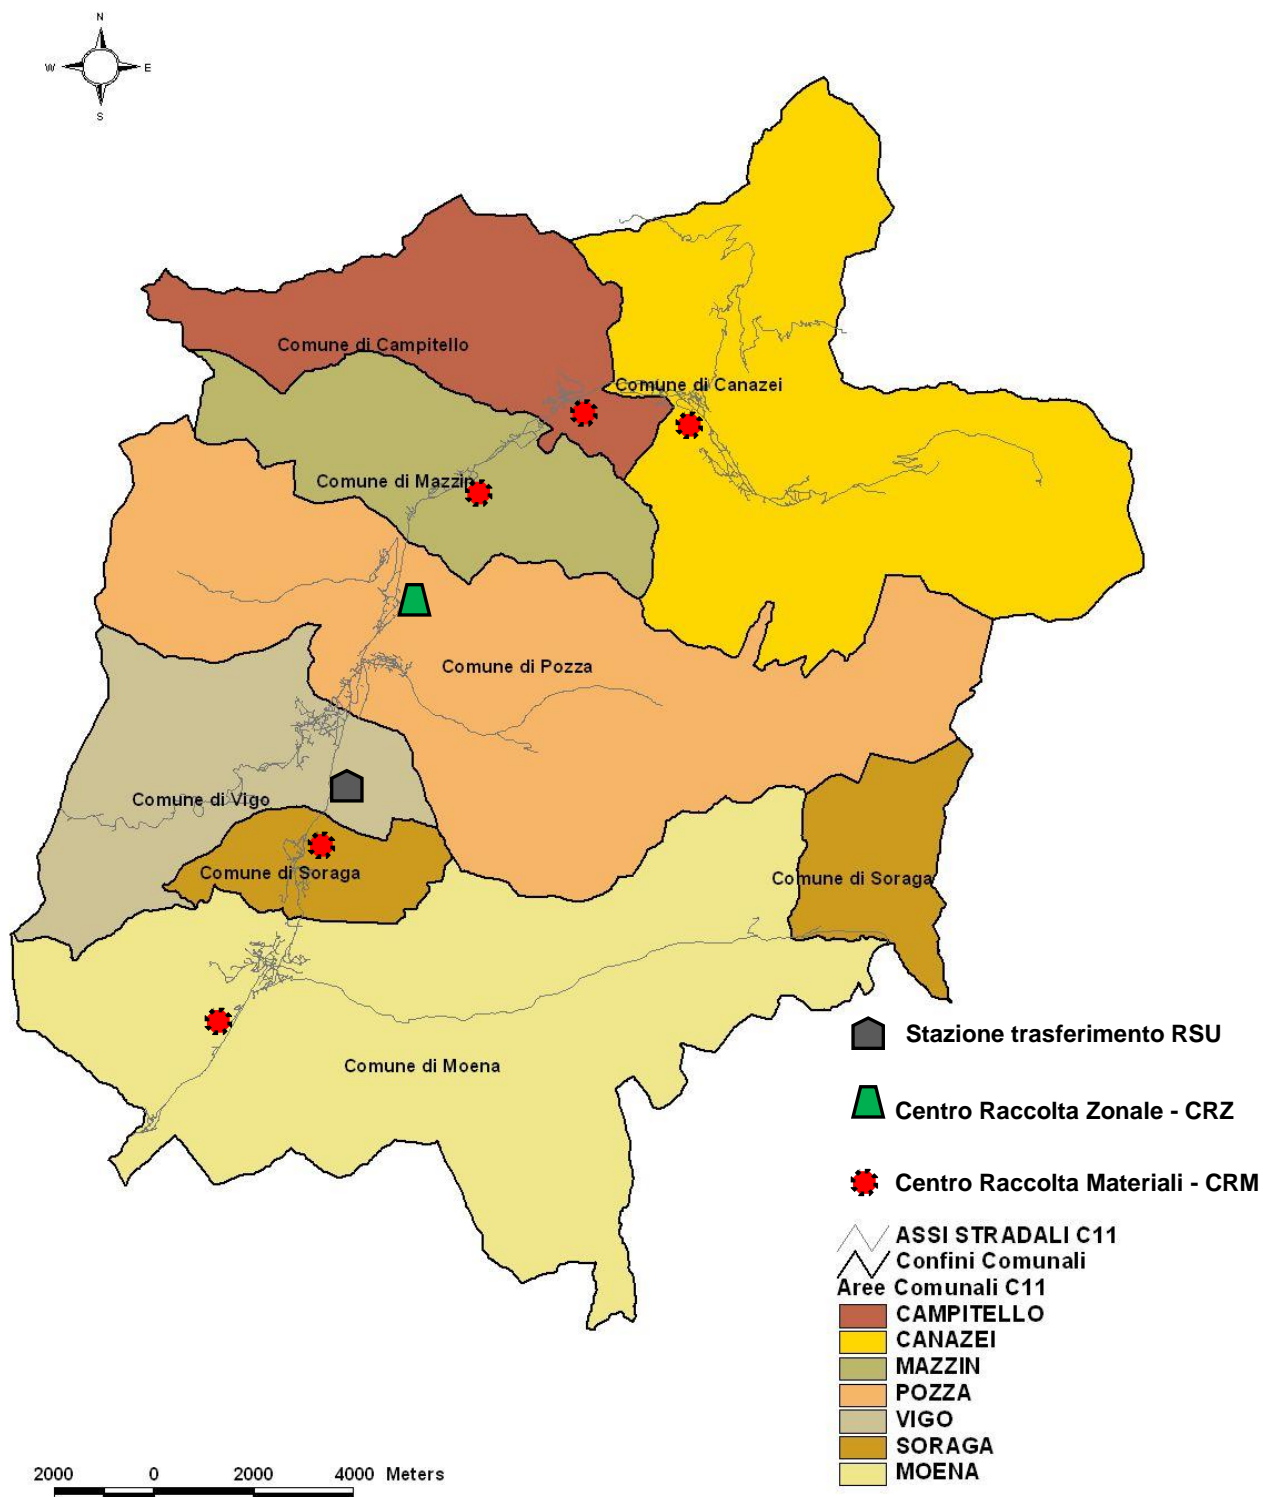 N
W E
S
Comune di Campitello
Comune di Canazei
Comune di Mazzin
Comune di Pozza
Comune di Vigo
Comune di Soraga
Comune di Soraga
Comune di Moena
Stazione trasferimento RSU
Centro Raccolta Zonale - CRZ
Centro Raccolta Materiali - CRM
ASSI STRADALI C11
Confini Comunali
Aree Comunali C11
CAMPITELLO
CANAZEI
MAZZIN
POZZA
VIGO
SORAGA
MOENA
2000 0 2000 4000 Meters